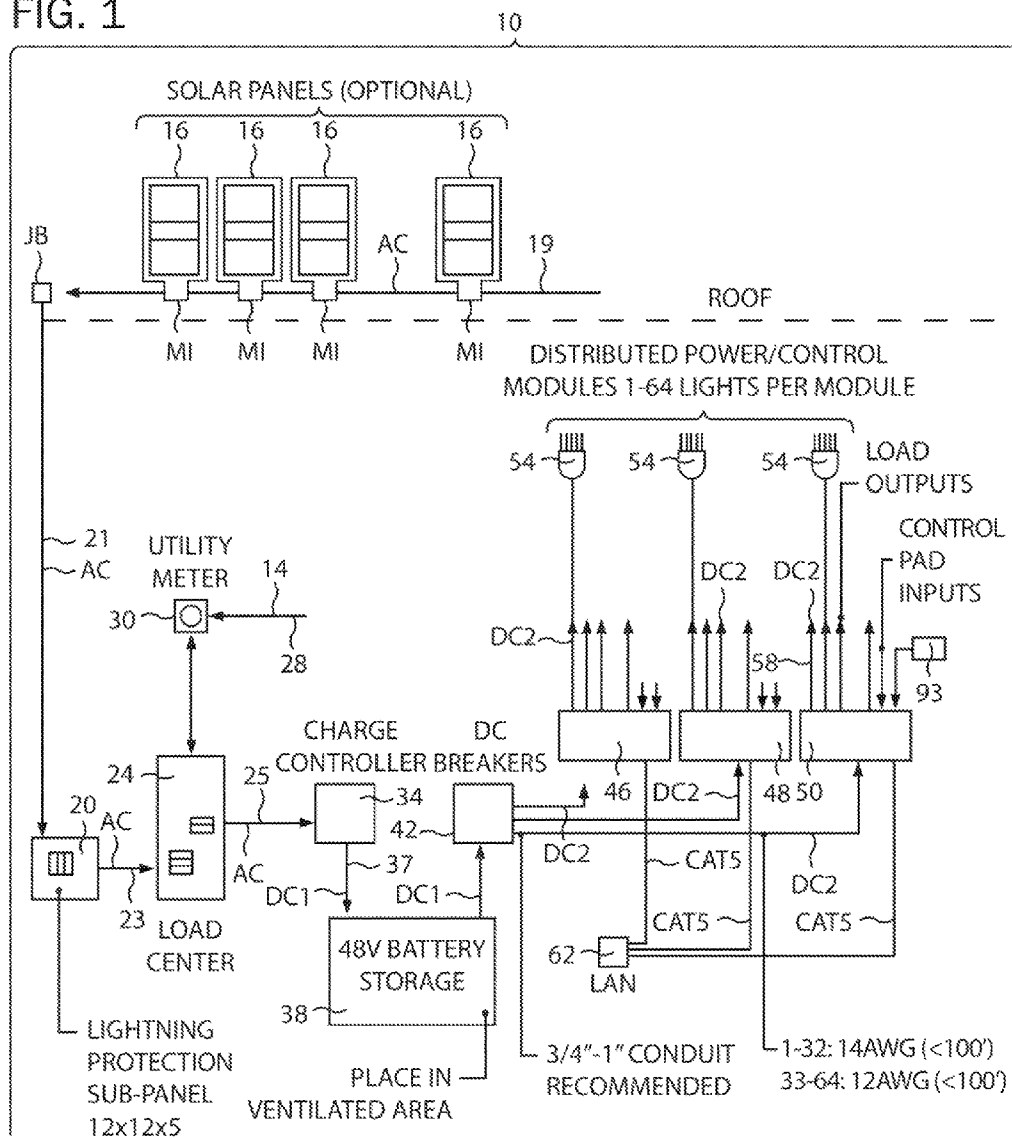 FIG. 1
10
SOLAR PANELS (OPTIONAL)
16 16 16 16
JB
AC 19
ROOF
MI MI MI MI
DISTRIBUTED POWER/CONTROL
MODULES 1-64 LIGHTS PER MODULE
54 54 54
LOAD
OUTPUTS
CONTROL
PAD
INPUTS
21
AC
UTILITY
METER
14
30
28
DC2 DC2 DC2
58
93
CHARGE
CONTROLLER
DC
BREAKERS
24
25
34
42
46 DC2 48 50
20
AC
AC
37
DC2
CAT5
DC2
23
DC1 DC1
LOAD
CENTER
48V BATTERY
STORAGE
38
CAT5 CAT5
62
LAN
LIGHTNING
PROTECTION
SUB-PANEL
12x12x5
PLACE IN
VENTILATED AREA
3/4"-1" CONDUIT
RECOMMENDED
1-32: 14AWG (<100')
33-64: 12AWG (<100')